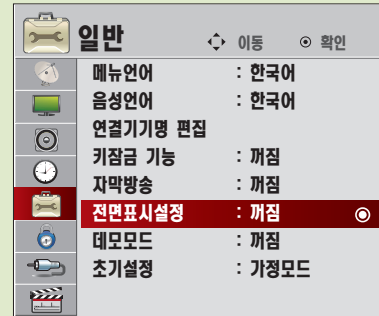 일반 이동 확인
메뉴언어 : 한국어
음성언어 : 한국어
연결기기명 편집
키잠금 기능 : 꺼짐
자막방송 : 꺼짐
전면표시설정 : 꺼짐
데모모드 : 꺼짐
초기설정 : 가정모드